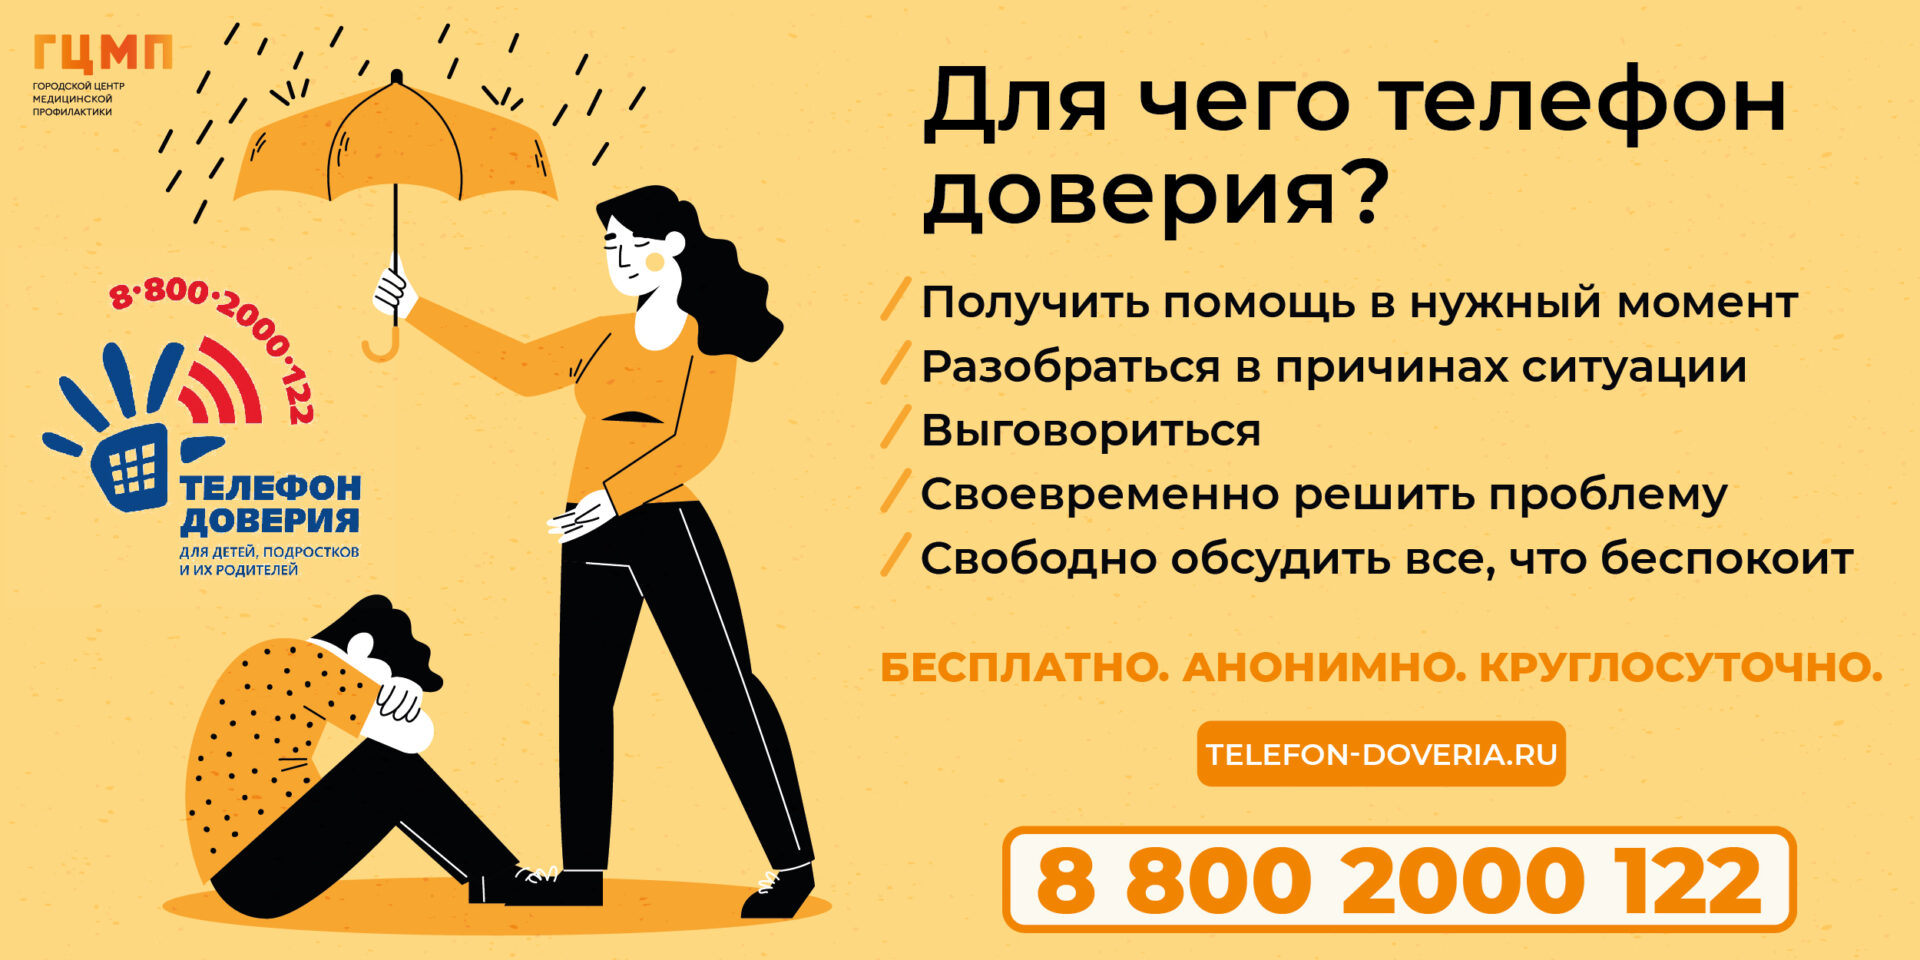 ГЦМП
ГОРОДСКОЙ ЦЕНТР
МЕДИЦИНСКОЙ
ПРОФИЛАКТИКИ
8·800·2000·122
ТЕЛЕФОН
ДОВЕРИЯ
ДЛЯ ДЕТЕЙ, ПОДРОСТКОВ
И ИХ РОДИТЕЛЕЙ
Для чего телефон
доверия?
Получить помощь в нужный момент
Разобраться в причинах ситуации
Выговориться
Своевременно решить проблему
Свободно обсудить все, что беспокоит
БЕСПЛАТНО. АНОНИМНО. КРУГЛОСУТОЧНО.
TELEFON-DOVERIA.RU
8 800 2000 122